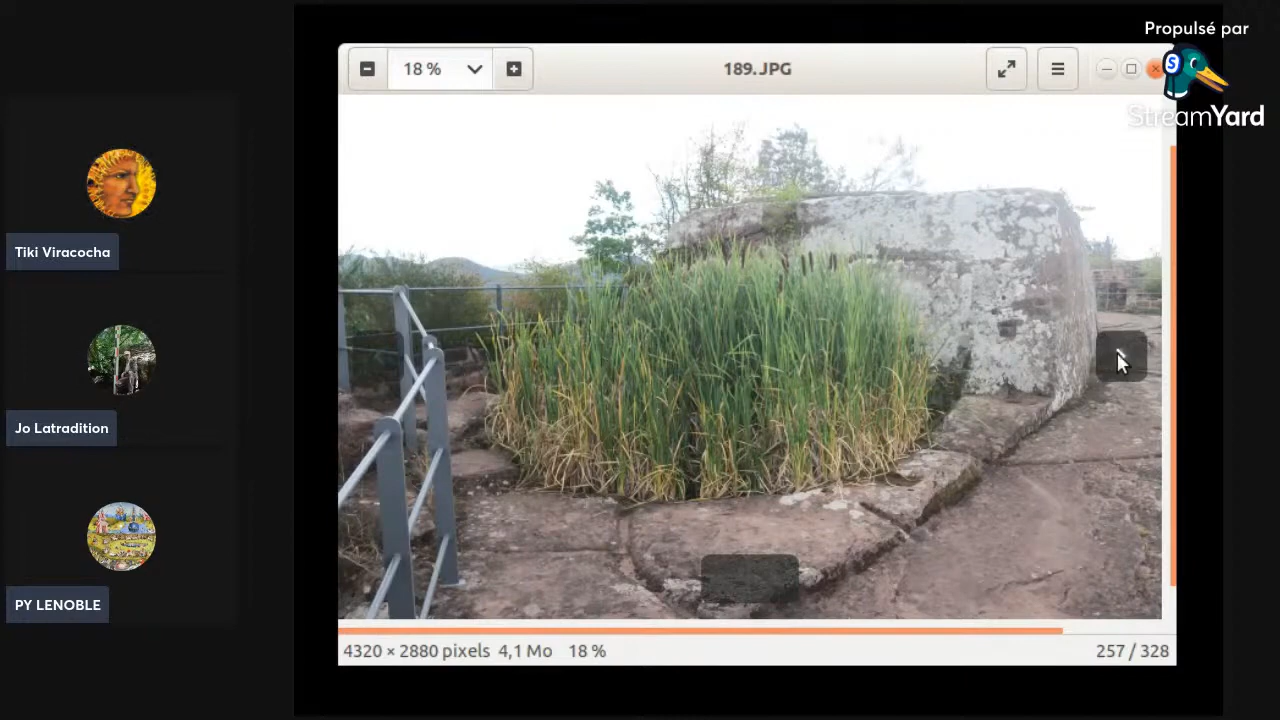 Propulsé par
StreamYard
18 %
189.JPG
Tiki Viracocha
Jo Latradition
PY LENOBLE
4320 × 2880 pixels 4,1 Mo 18 %
257 / 328